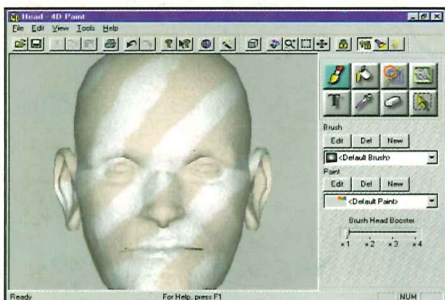 Head - 4D Paint
File Edit View Tools Help
Brush
Edit Del New
<Default Brush>
Paint
Edit Del New
<Default Paint>
Brush Head Booster
x1 x2 x3 x4
Ready For Help, press F1 NUM